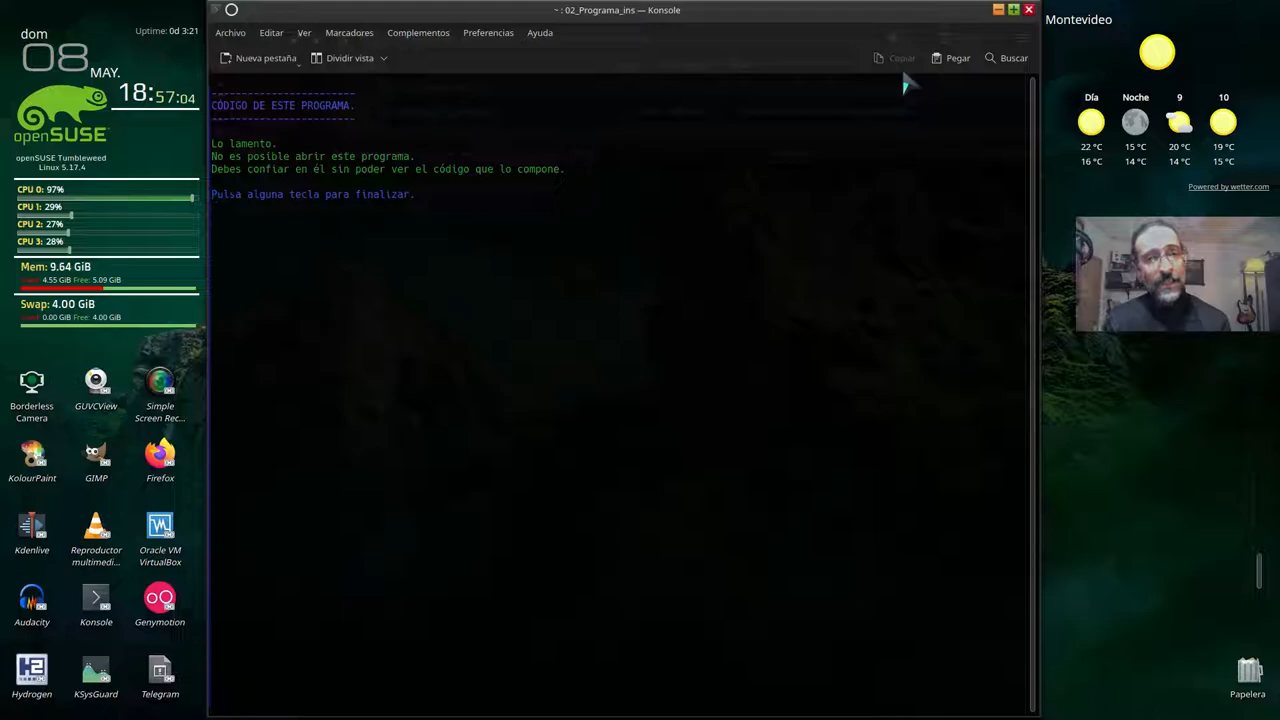 dom
08
MAY.
Uptime: 0d 3:21
18:57:04
openSUSE
openSUSE Tumbleweed
Linux 5.17.4
CPU 0: 97%
CPU 1: 29%
CPU 2: 27%
CPU 3: 28%
Mem: 9.64 GiB
4.55 GiB Free: 5.09 GiB
Swap: 4.00 GiB
0.00 GiB Free: 4.00 GiB
Borderless Camera
GUVCView
Simple Screen Rec...
KolourPaint
GIMP
Firefox
Kdenlive
Reproductor multimedi...
Oracle VM VirtualBox
Audacity
Konsole
Genymotion
Hydrogen
KSysGuard
Telegram
~ : 02_Programa_ins — Konsole
Archivo Editar Ver Marcadores Complementos Preferencias Ayuda
Nueva pestaña Dividir vista Copiar Pegar Buscar
--------------------------
CÓDIGO DE ESTE PROGRAMA.
--------------------------
Lo lamento.
No es posible abrir este programa.
Debes confiar en él sin poder ver el código que lo compone.
Pulsa alguna tecla para finalizar.
Montevideo
Día Noche 9 10
22 °C 15 °C 20 °C 19 °C
16 °C 14 °C 14 °C 15 °C
Powered by wetter.com
Papelera